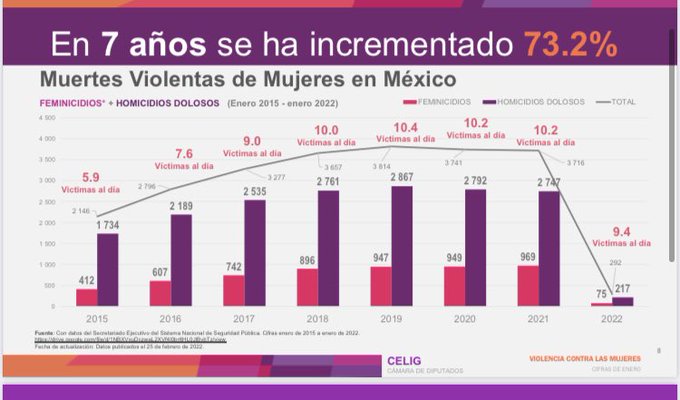 En 7 años se ha incrementado 73.2%
Muertes Violentas de Mujeres en México
FEMINICIDIOS* + HOMICIDIOS DOLOSOS (Enero 2015 - enero 2022)
FEMINICIDIOS HOMICIDIOS DOLOSOS TOTAL
4 500
4 000
3 500
3 000
2 500
2 000
1 500
1 000
500
0
5.9
Víctimas al día
7.6
Víctimas al día
9.0
Víctimas al día
10.0
Víctimas al día
10.4
Víctimas al día
10.2
Víctimas al día
10.2
Víctimas al día
9.4
Víctimas al día
2 146
2 796
3 277
3 657
3 814
3 741
3 716
292
412
1 734
607
2 189
742
2 535
896
2 761
947
2 867
949
2 792
969
2 747
75
217
2015
2016
2017
2018
2019
2020
2021
2022
Fuente: Con datos del Secretariado Ejecutivo del Sistema Nacional de Seguridad Pública. Cifras enero de 2015 a enero de 2022.
Fecha de actualización: Datos publicados el 25 de febrero de 2022.
8
CELIG
CÁMARA DE DIPUTADOS
VIOLENCIA CONTRA LAS MUJERES
CIFRAS DE ENERO